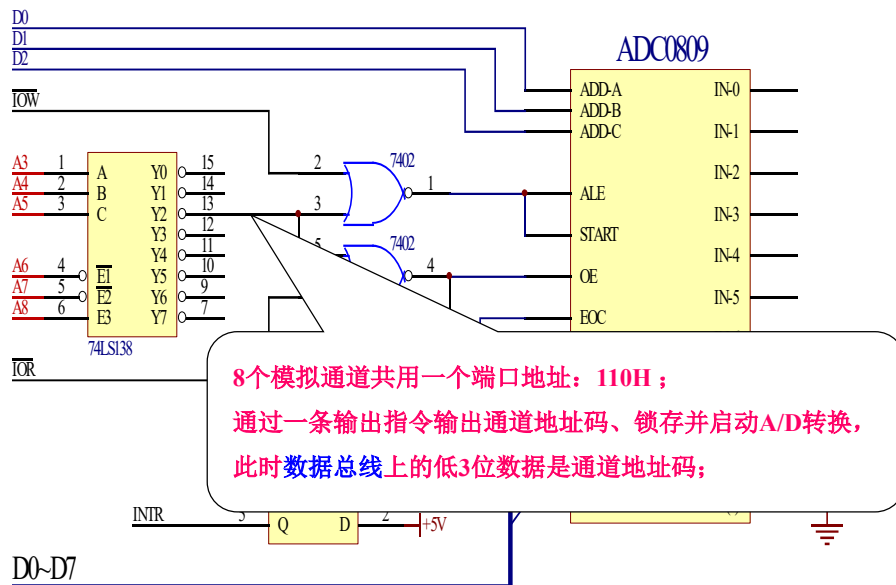 D0
D1
D2
ADC0809
IOW
ADD-A
ADD-B
ADD-C
IN-0
IN-1
IN-2
IN-3
IN-4
IN-5
ALE
START
OE
EOC
7402
2
3
1
7402
5
4
A3 1 A Y0 15
A4 2 B Y1 14
A5 3 C Y2 13
Y3 12
Y4 11
A6 4 E1 Y5 10
A7 5 E2 Y6 9
A8 6 E3 Y7 7
74LS138
IOR
8个模拟通道共用一个端口地址：110H；
通过一条输出指令输出通道地址码、锁存并启动A/D转换，
此时数据总线上的低3位数据是通道地址码；
INTR Q D 2 +5V
D0~D7